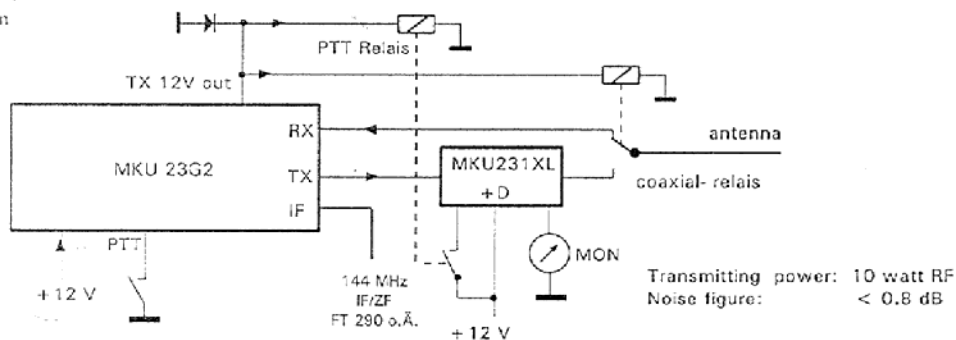 PTT Relais
TX 12V out
RX
antenna
MKU 23G2
TX
MKU231XL
+D
coaxial- relais
IF
PTT
MON
+12 V
144 MHz
IF/ZF
FT 290 o.Ä.
+12 V
Transmitting power: 10 watt RF
Noise figure: < 0.8 dB